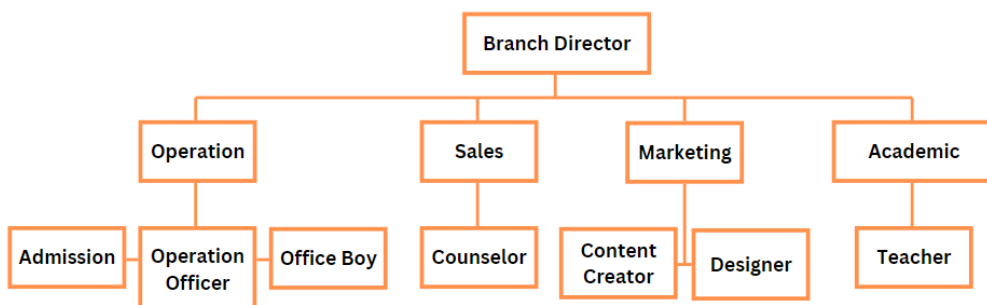 Branch Director
Operation
Sales
Marketing
Academic
Admission
Operation
Officer
Office Boy
Counselor
Content
Creator
Designer
Teacher